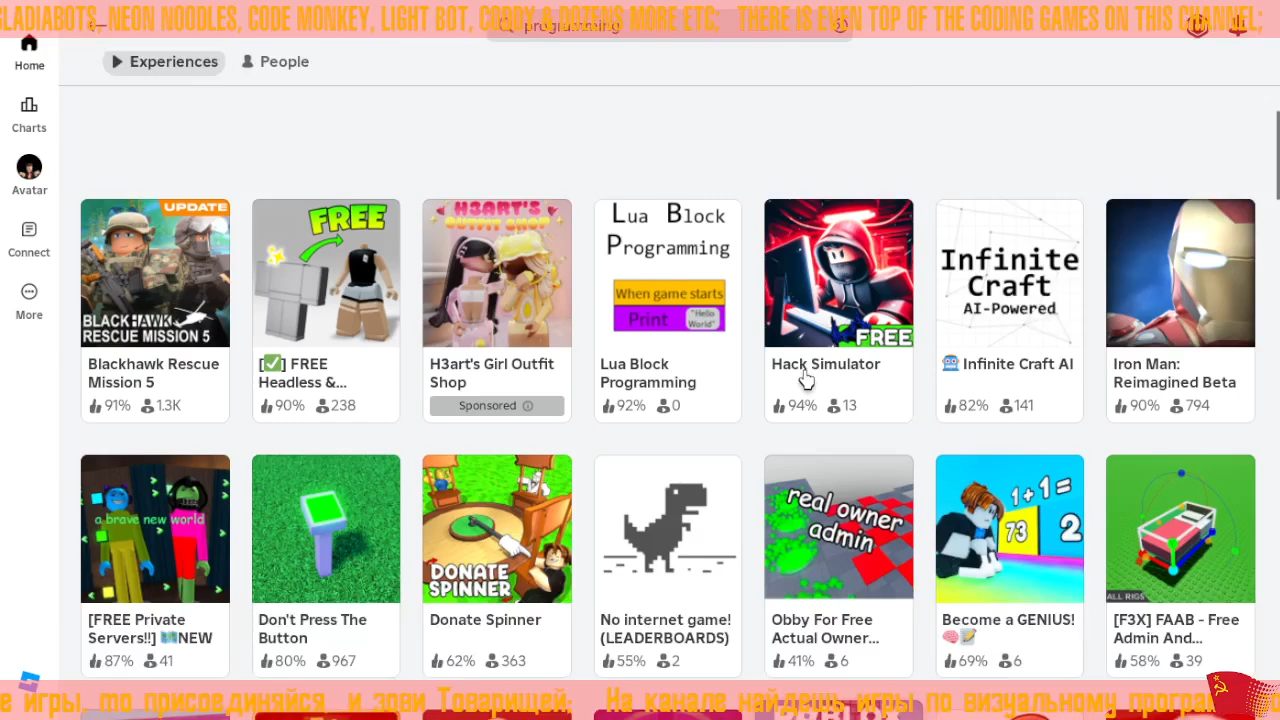 GLADIABOTS, NEON NOODLES, CODE MONKEY, LIGHT BOT, MORE ETC; THERE IS EVEN TOP OF THE CODING GAMES ON THIS CHANNEL;
programming
Experiences
People
Home
Charts
Avatar
Connect
More
UPDATE
BLACKHAWK
RESCUE MISSION 5
Blackhawk Rescue
Mission 5
91% 1.3K
FREE
[✅] FREE
Headless &...
90% 238
H3ART'S
OUTFIT SHOP
H3art's Girl Outfit
Shop
Sponsored
Lua Block
Programming
When game starts
Print "Hello
World"
Lua Block
Programming
92% 0
FREE
Hack Simulator
94% 13
Infinite
Craft
AI-Powered
🤖 Infinite Craft AI
82% 141
Iron Man:
Reimagined Beta
90% 794
a brave new world
[FREE Private
Servers!!] 🗺️NEW
87% 41
Don't Press The
Button
80% 967
DONATE
SPINNER
Donate Spinner
62% 363
No internet game!
(LEADERBOARDS)
55% 2
real owner
admin
Obby For Free
Actual Owner...
41% 6
1+1=
73
2
Become a GENIUS!
🧠📝
69% 6
ALL RIGS
[F3X] FAAB - Free
Admin And...
58% 39
е игры, то присоединяйся и зови Товарищей; На канале найдешь игры по визуальному програм